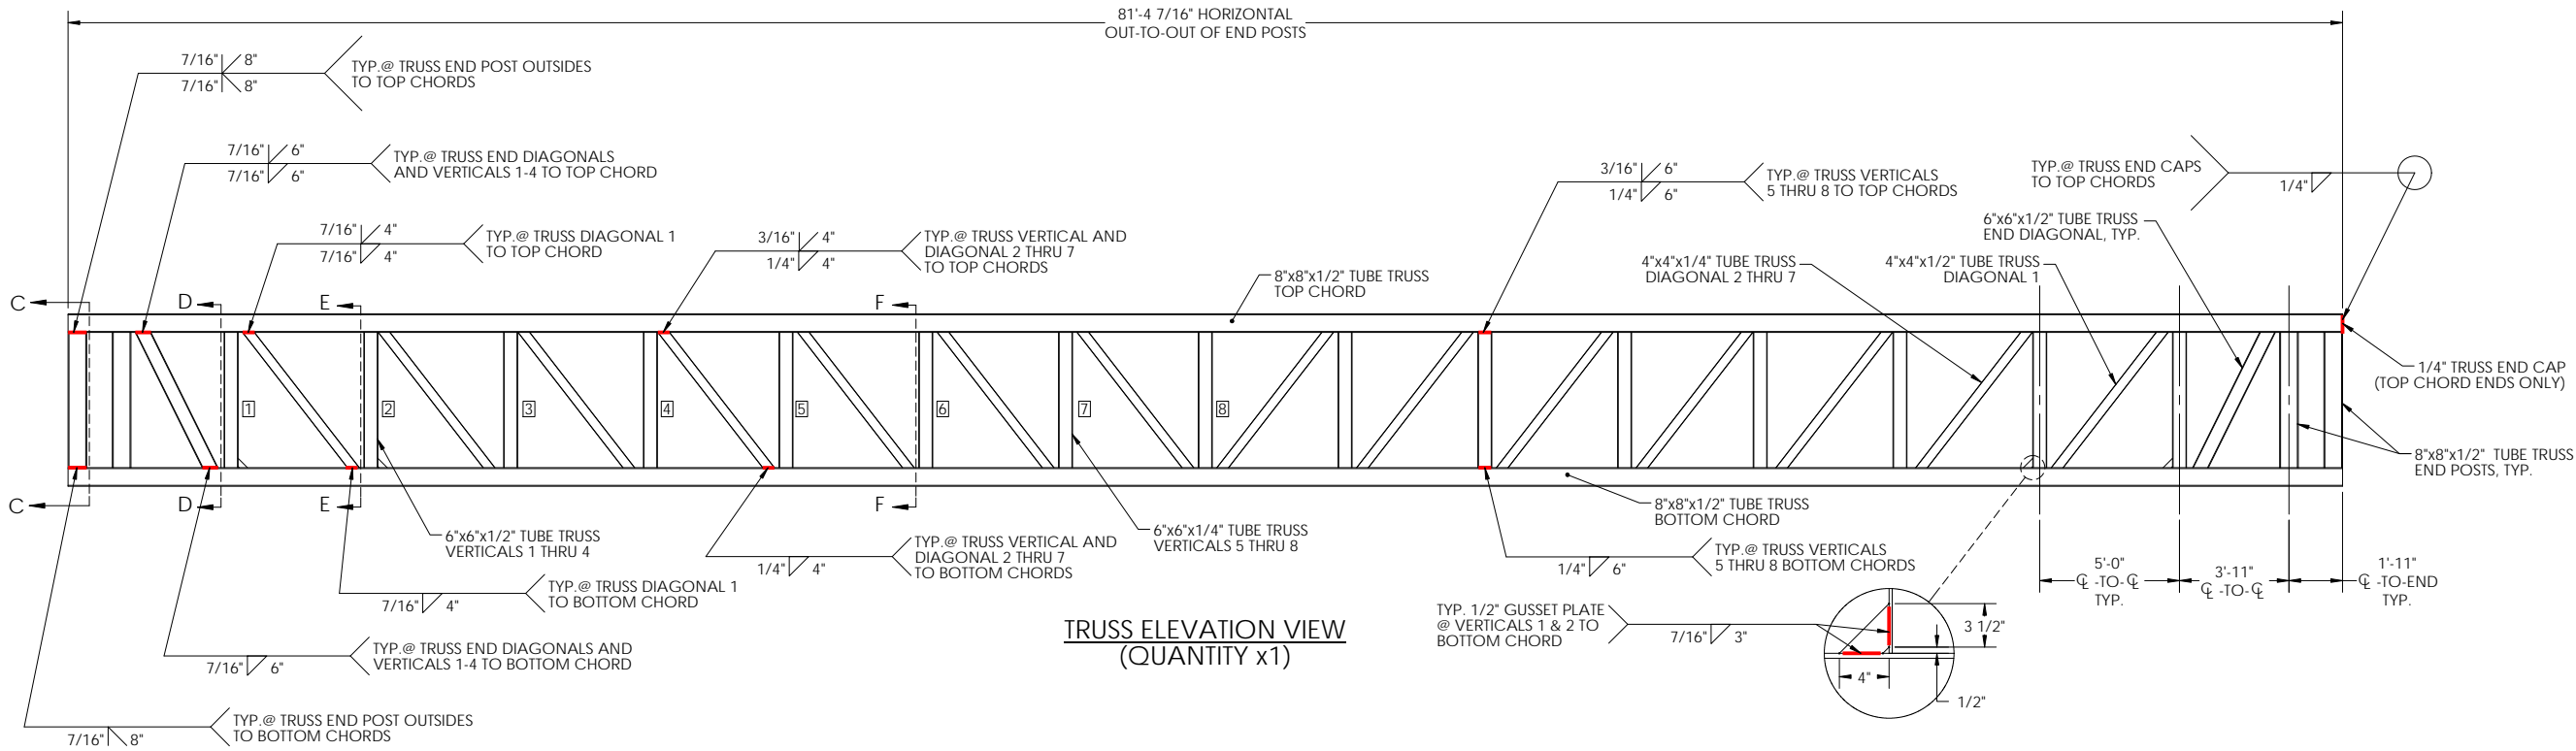 81'-4 7/16" HORIZONTAL
OUT-TO-OUT OF END POSTS
7/16" 8"
7/16" 8"
TYP.@ TRUSS END POST OUTSIDES
TO TOP CHORDS
7/16" 6"
7/16" 6"
TYP.@ TRUSS END DIAGONALS
AND VERTICALS 1-4 TO TOP CHORD
3/16" 6"
1/4" 6"
TYP.@ TRUSS VERTICALS
5 THRU 8 TO TOP CHORDS
TYP.@ TRUSS END CAPS
TO TOP CHORDS
1/4"
7/16" 4"
7/16" 4"
TYP.@ TRUSS DIAGONAL 1
TO TOP CHORD
3/16" 4"
1/4" 4"
TYP.@ TRUSS VERTICAL AND
DIAGONAL 2 THRU 7
TO TOP CHORDS
6"x6"x1/2" TUBE TRUSS
END DIAGONAL, TYP.
8"x8"x1/2" TUBE TRUSS
TOP CHORD
4"x4"x1/4" TUBE TRUSS
DIAGONAL 2 THRU 7
4"x4"x1/2" TUBE TRUSS
DIAGONAL 1
C
D
E
F
1/4" TRUSS END CAP
(TOP CHORD ENDS ONLY)
1
2
3
4
5
6
7
8
8"x8"x1/2" TUBE TRUSS
END POSTS, TYP.
C
D
E
F
6"x6"x1/2" TUBE TRUSS
VERTICALS 1 THRU 4
6"x6"x1/4" TUBE TRUSS
VERTICALS 5 THRU 8
8"x8"x1/2" TUBE TRUSS
BOTTOM CHORD
1/4" 4"
TYP.@ TRUSS VERTICAL AND
DIAGONAL 2 THRU 7
TO BOTTOM CHORDS
1/4" 6"
TYP.@ TRUSS VERTICALS
5 THRU 8 BOTTOM CHORDS
5'-0"
℄ -TO-℄
TYP.
3'-11"
℄ -TO-℄
1'-11"
℄ -TO-END
TYP.
7/16" 4"
TYP.@ TRUSS DIAGONAL 1
TO BOTTOM CHORD
TYP. 1/2" GUSSET PLATE
@ VERTICALS 1 & 2 TO
BOTTOM CHORD
7/16" 3"
3 1/2"
4"
1/2"
TRUSS ELEVATION VIEW
(QUANTITY x1)
7/16" 6"
TYP.@ TRUSS END DIAGONALS AND
VERTICALS 1-4 TO BOTTOM CHORD
7/16" 8"
TYP.@ TRUSS END POST OUTSIDES
TO BOTTOM CHORDS